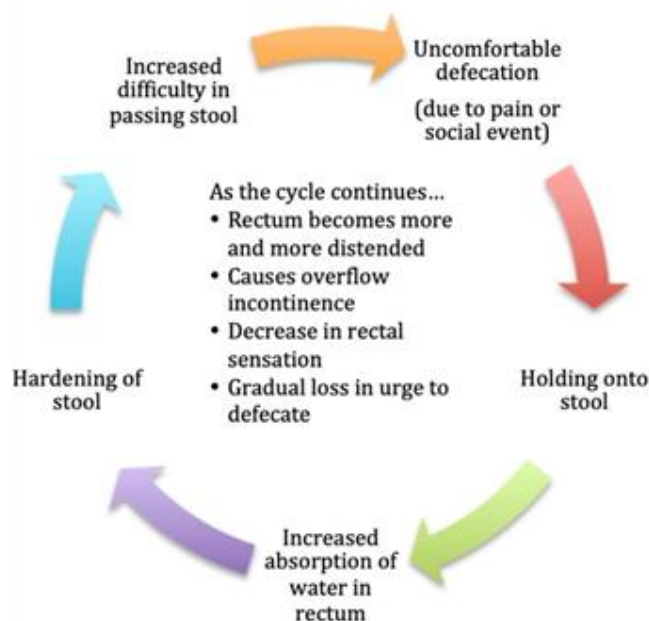 Increased
difficulty in
passing stool
Uncomfortable
defecation
(due to pain or
social event)
As the cycle continues…
• Rectum becomes more
and more distended
• Causes overflow
incontinence
• Decrease in rectal
sensation
• Gradual loss in urge to
defecate
Holding onto
stool
Increased
absorption of
water in
rectum
Hardening of
stool